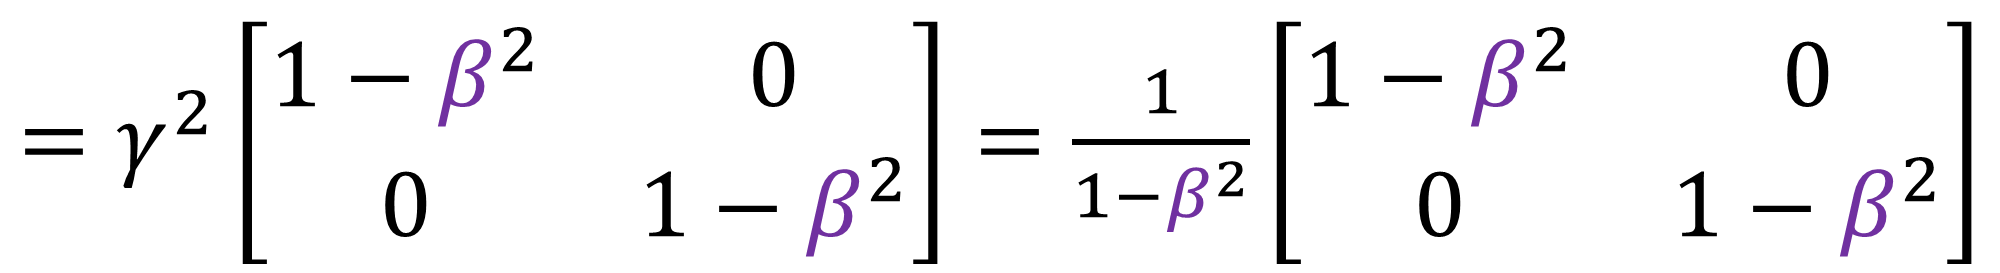 = γ² [ 1 − β² 0 ; 0 1 − β² ] = 1/(1−β²) [ 1 − β² 0 ; 0 1 − β² ]